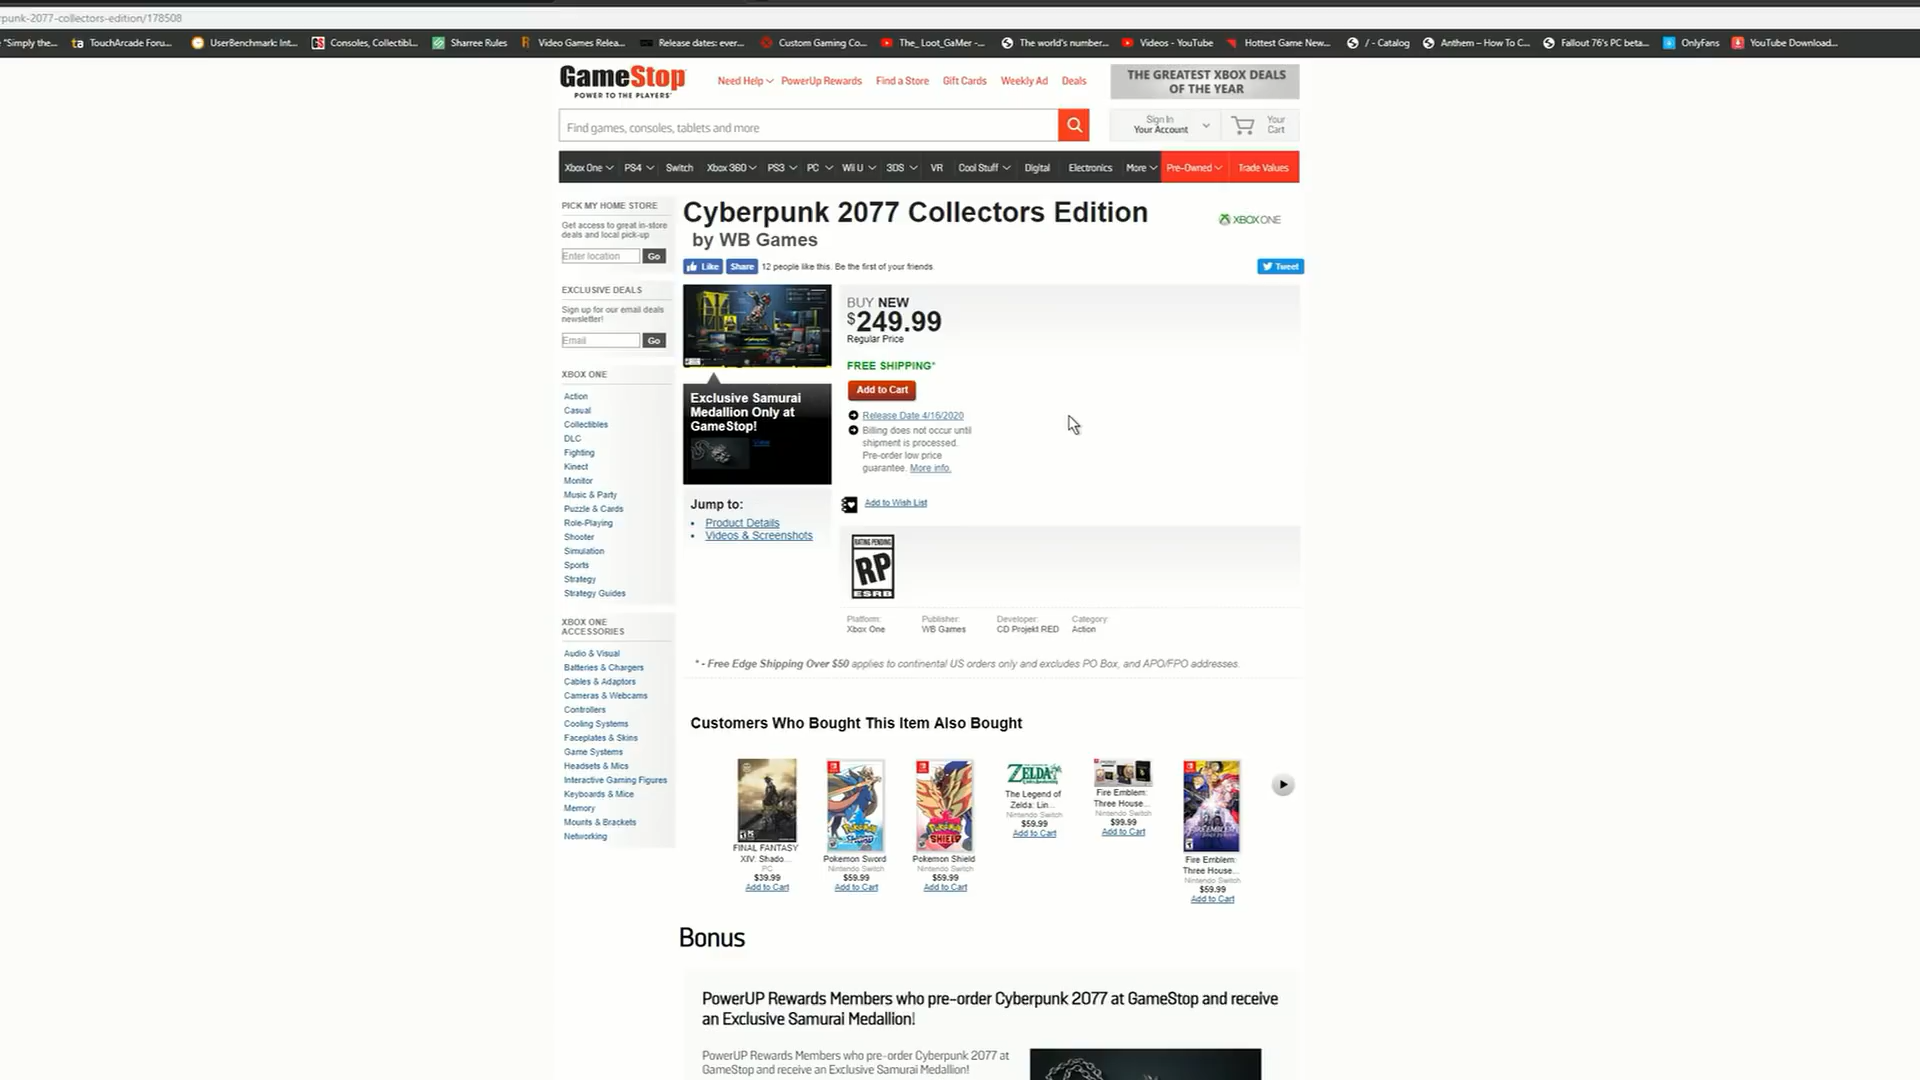 rpunk-2077-collectors-edition/178508
"Simply the...
TouchArcade Foru...
UserBenchmark: Int...
Consoles, Collectibl...
Sharree Rules
Video Games Relea...
Release dates: ever...
Custom Gaming Co...
The_Loot_GaMer -...
The world's number...
Videos - YouTube
Hottest Game New...
/ - Catalog
Anthem – How To C...
Fallout 76's PC beta...
OnlyFans
YouTube Download...
GameStop
POWER TO THE PLAYERS
Need Help
PowerUp Rewards
Find a Store
Gift Cards
Weekly Ad
Deals
THE GREATEST XBOX DEALS
OF THE YEAR
Find games, consoles, tablets and more
Sign In
Your Account
Your
Cart
Xbox One
PS4
Switch
Xbox 360
PS3
PC
Wii U
3DS
VR
Cool Stuff
Digital
Electronics
More
Pre-Owned
Trade Values
PICK MY HOME STORE
Get access to great in-store
deals and local pick-up
Enter location
Go
EXCLUSIVE DEALS
Sign up for our email deals
newsletter!
Email
Go
XBOX ONE
Action
Casual
Collectibles
DLC
Fighting
Kinect
Monitor
Music & Party
Puzzle & Cards
Role-Playing
Shooter
Simulation
Sports
Strategy
Strategy Guides
XBOX ONE
ACCESSORIES
Audio & Visual
Batteries & Chargers
Cables & Adaptors
Cameras & Webcams
Controllers
Cooling Systems
Faceplates & Skins
Game Systems
Headsets & Mics
Interactive Gaming Figures
Keyboards & Mice
Memory
Mounts & Brackets
Networking
Cyberpunk 2077 Collectors Edition
by WB Games
XBOX ONE
Like
Share
12 people like this. Be the first of your friends.
Tweet
Exclusive Samurai
Medallion Only at
GameStop!
View
Jump to:
Product Details
Videos & Screenshots
BUY NEW
$249.99
Regular Price
FREE SHIPPING*
Add to Cart
Release Date 4/16/2020
Billing does not occur until
shipment is processed.
Pre-order low price
guarantee. More info.
Add to Wish List
RATING PENDING
RP
ESRB
Platform:
Xbox One
Publisher:
WB Games
Developer:
CD Projekt RED
Category:
Action
* - Free Edge Shipping Over $50 applies to continental US orders only and excludes PO Box, and APO/FPO addresses.
Customers Who Bought This Item Also Bought
FINAL FANTASY
XIV: Shado...
PC
$39.99
Add to Cart
Pokemon Sword
Nintendo Switch
$59.99
Add to Cart
Pokemon Shield
Nintendo Switch
$59.99
Add to Cart
ZELDA
The Legend of
Zelda: Lin...
Nintendo Switch
$59.99
Add to Cart
Fire Emblem:
Three House...
Nintendo Switch
$99.99
Add to Cart
Fire Emblem:
Three House...
Nintendo Switch
$59.99
Add to Cart
Bonus
PowerUP Rewards Members who pre-order Cyberpunk 2077 at GameStop and receive
an Exclusive Samurai Medallion!
PowerUP Rewards Members who pre-order Cyberpunk 2077 at
GameStop and receive an Exclusive Samurai Medallion!